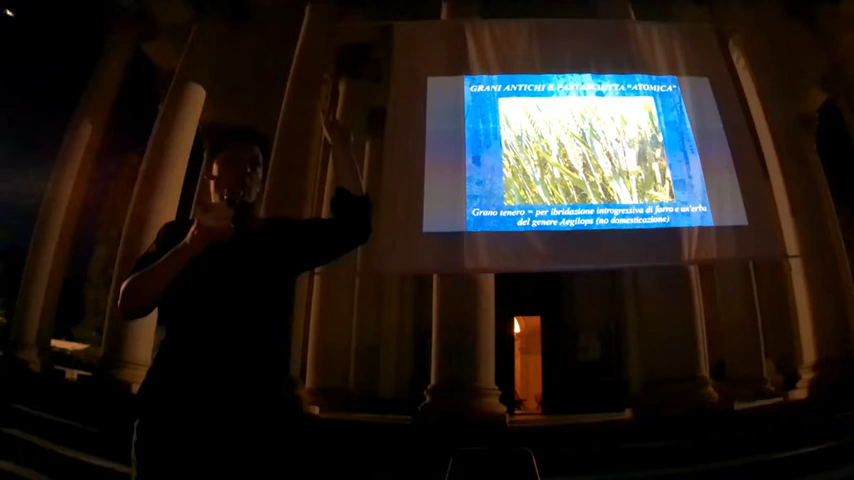 GRANI ANTICHI E PASTASCIUTTA "ATOMICA"
Grano tenero = per ibridazione introgressiva di farro e un'erba
del genere Aegilops (no domesticazione)